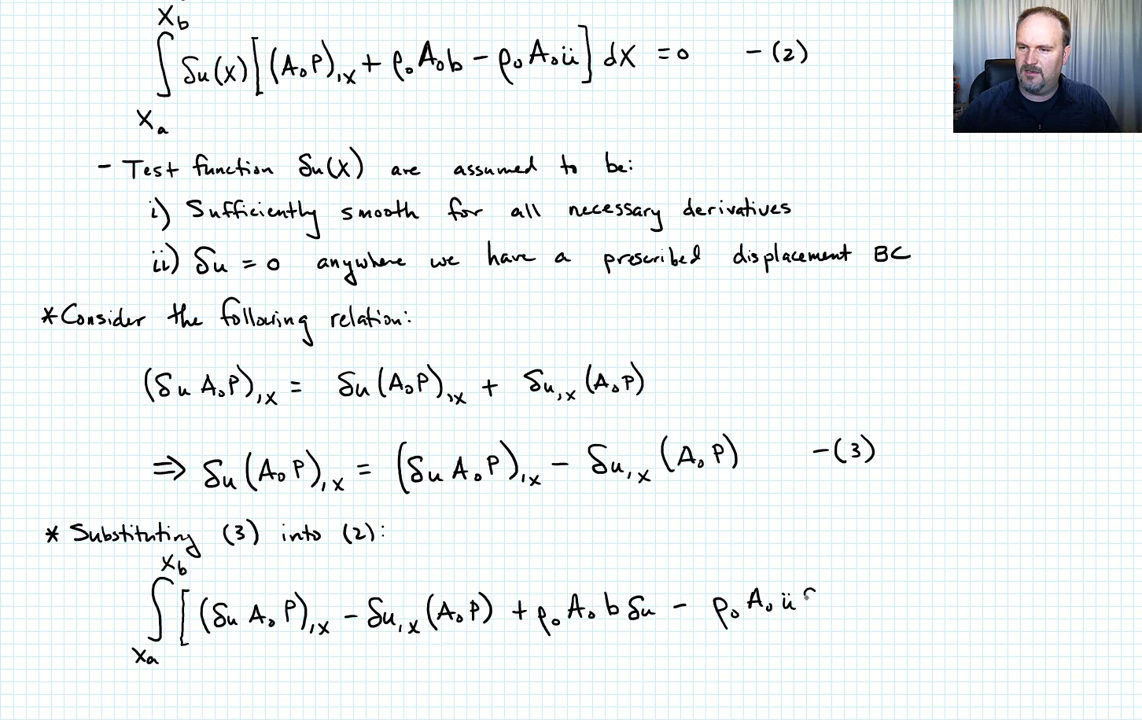 X_b
∫ δu(X) [(A₀P),ₓ + ρ₀A₀b − ρ₀A₀ü] dX = 0 – (2)
X_a
- Test function δu(X) are assumed to be:
i) Sufficiently smooth for all necessary derivatives
ii) δu = 0 anywhere we have a prescribed displacement BC
* Consider the following relation:
(δu A₀P),ₓ = δu(A₀P),ₓ + δu,ₓ(A₀P)
⇒ δu(A₀P),ₓ = (δu A₀P),ₓ − δu,ₓ(A₀P) – (3)
* Substituting (3) into (2):
X_b
∫ [(δu A₀P),ₓ − δu,ₓ(A₀P) + ρ₀A₀b δu − ρ₀A₀ü
X_a